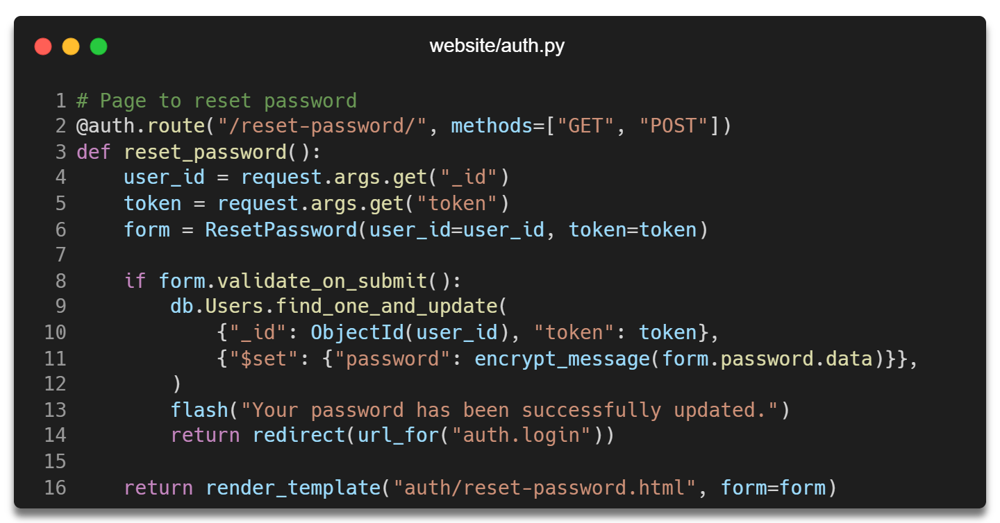 website/auth.py
1 # Page to reset password
2 @auth.route("/reset-password/", methods=["GET", "POST"])
3 def reset_password():
4     user_id = request.args.get("_id")
5     token = request.args.get("token")
6     form = ResetPassword(user_id=user_id, token=token)
7
8     if form.validate_on_submit():
9         db.Users.find_one_and_update(
10             {"_id": ObjectId(user_id), "token": token},
11             {"$set": {"password": encrypt_message(form.password.data)}},
12         )
13         flash("Your password has been successfully updated.")
14         return redirect(url_for("auth.login"))
15
16     return render_template("auth/reset-password.html", form=form)